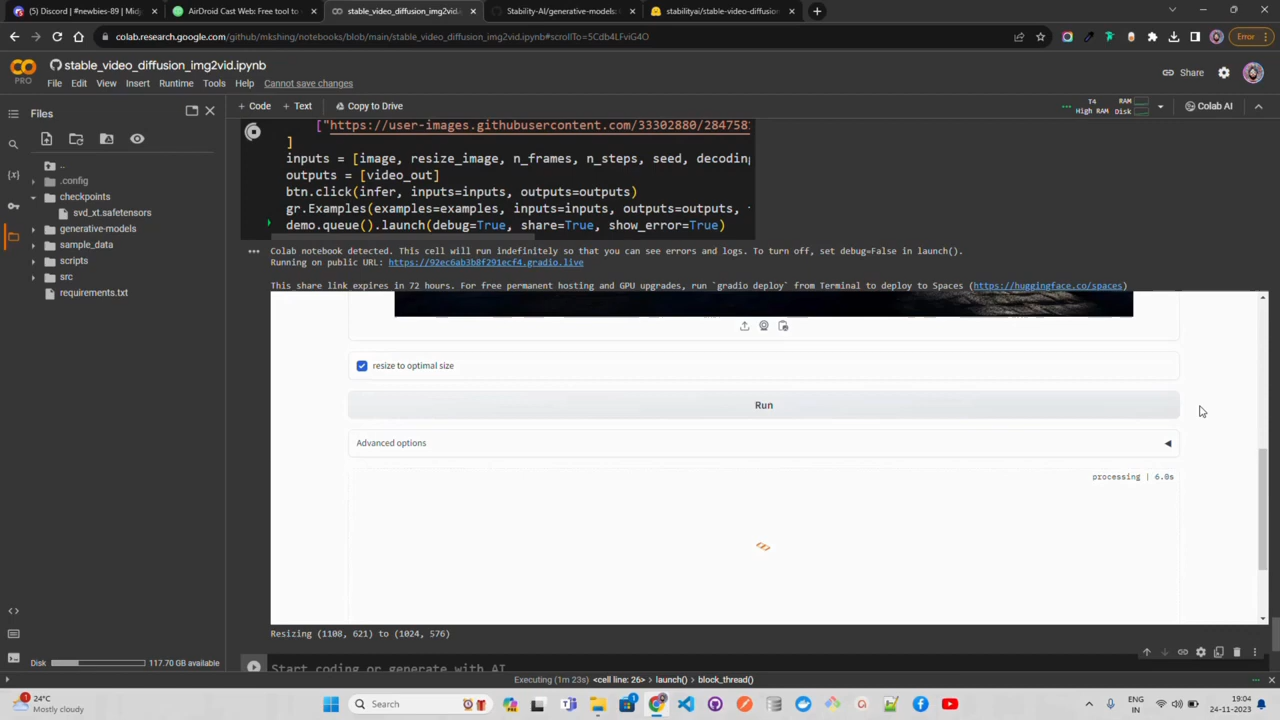 (1) Discord | #newbies-89 | Midj
AirDroid Cast Web: Free tool to
stable_video_diffusion_img2vid.
Stability-AI/generative-models:
stabilityai/stable-video-diffusion
colab.research.google.com/github/mkshing/notebooks/blob/main/stable_video_diffusion_img2vid.ipynb#scrollTo=5Cdb4LFviG4O
Error
PRO
stable_video_diffusion_img2vid.ipynb
File Edit View Insert Runtime Tools Help Cannot save changes
Share
Files
+ Code + Text Copy to Drive
T4 RAM
High RAM Disk
Colab AI
..
.config
checkpoints
svd_xt.safetensors
generative-models
sample_data
scripts
src
requirements.txt
["https://user-images.githubusercontent.com/33302880/284758
]
inputs = [image, resize_image, n_frames, n_steps, seed, decoding
outputs = [video_out]
btn.click(infer, inputs=inputs, outputs=outputs)
gr.Examples(examples=examples, inputs=inputs, outputs=outputs,
demo.queue().launch(debug=True, share=True, show_error=True)
Colab notebook detected. This cell will run indefinitely so that you can see errors and logs. To turn off, set debug=False in launch().
Running on public URL: https://92ec6ab3b8f291ecf4.gradio.live
This share link expires in 72 hours. For free permanent hosting and GPU upgrades, run `gradio deploy` from Terminal to deploy to Spaces (https://huggingface.co/spaces)
resize to optimal size
Run
Advanced options
processing | 6.0s
Resizing (1108, 621) to (1024, 576)
Start coding or generate with AI
Disk 117.70 GB available
Executing (1m 23s) <cell line: 26> > launch() > block_thread()
24°C
Mostly cloudy
Search
ENG
IN
19:04
24-11-2023